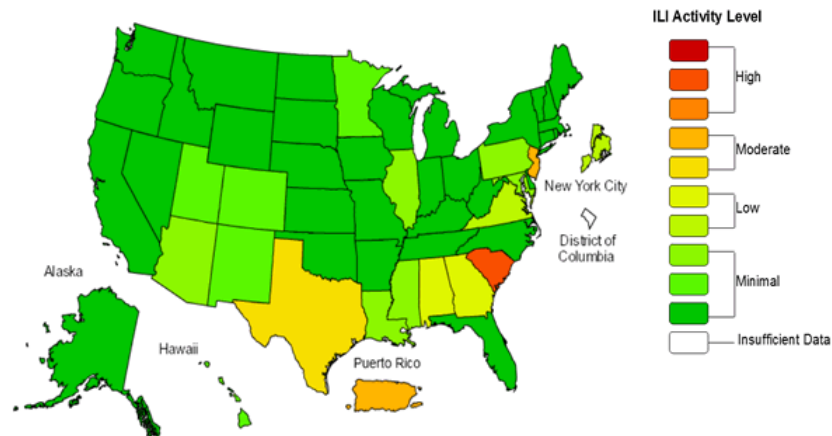 ILI Activity Level
High
Moderate
Low
Minimal
Insufficient Data
New York City
District of
Columbia
Alaska
Hawaii
Puerto Rico